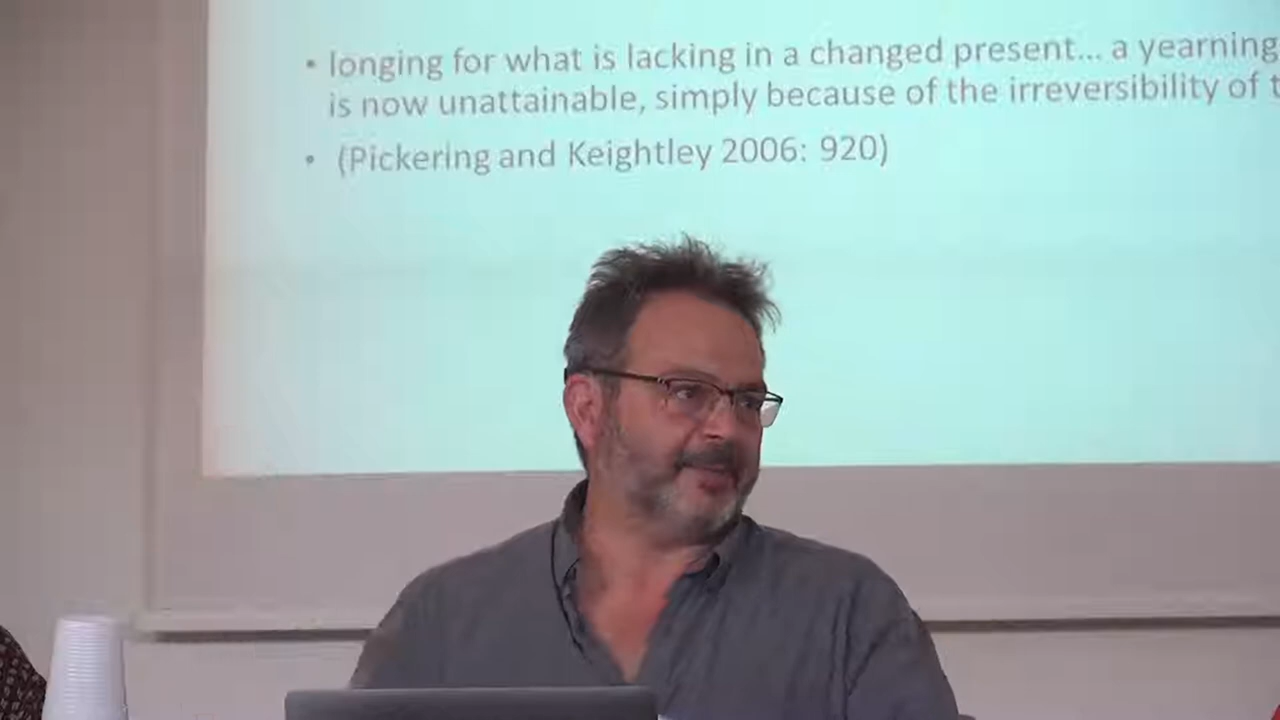 • longing for what is lacking in a changed present... a yearning
is now unattainable, simply because of the irreversibility of
• (Pickering and Keightley 2006: 920)